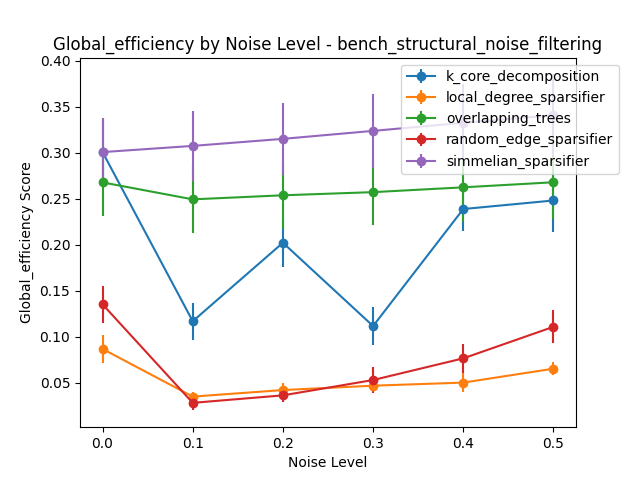 Global_efficiency by Noise Level - bench_structural_noise_filtering
Global_efficiency Score
0.40
0.35
0.30
0.25
0.20
0.15
0.10
0.05
k_core_decomposition
local_degree_sparsifier
overlapping_trees
random_edge_sparsifier
simmelian_sparsifier
0.0 0.1 0.2 0.3 0.4 0.5
Noise Level